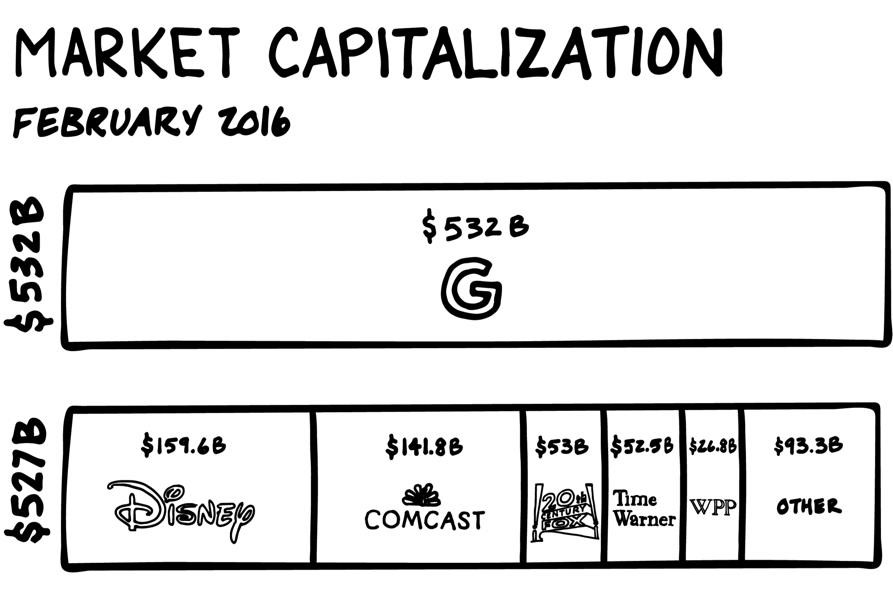 MARKET CAPITALIZATION
FEBRUARY 2016
$532B
$532B
G
$527B
$159.6B
DISNEY
$141.8B
COMCAST
$53B
20th
CENTURY
FOX
$52.5B
Time
Warner
$26.8B
WPP
$93.3B
OTHER